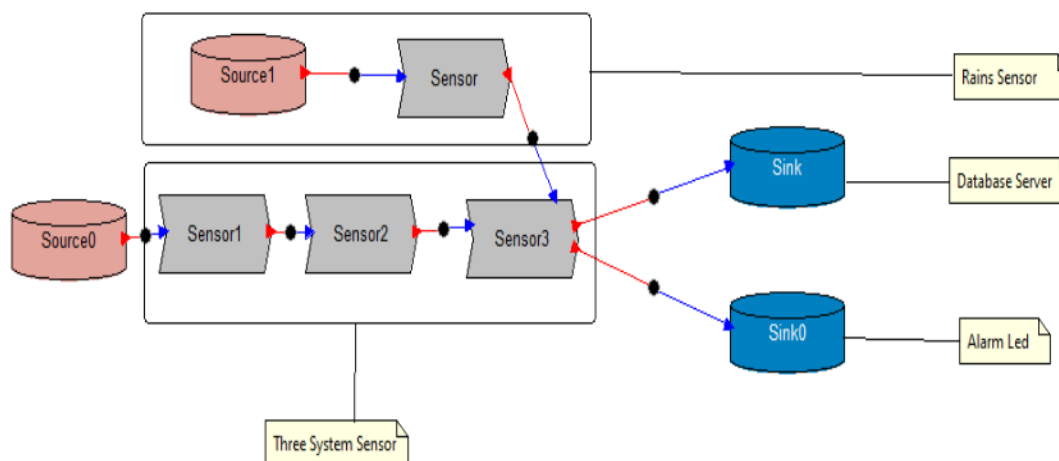 Source1
Sensor
Rains Sensor
Sink
Database Server
Source0
Sensor1
Sensor2
Sensor3
Sink0
Alarm Led
Three System Sensor